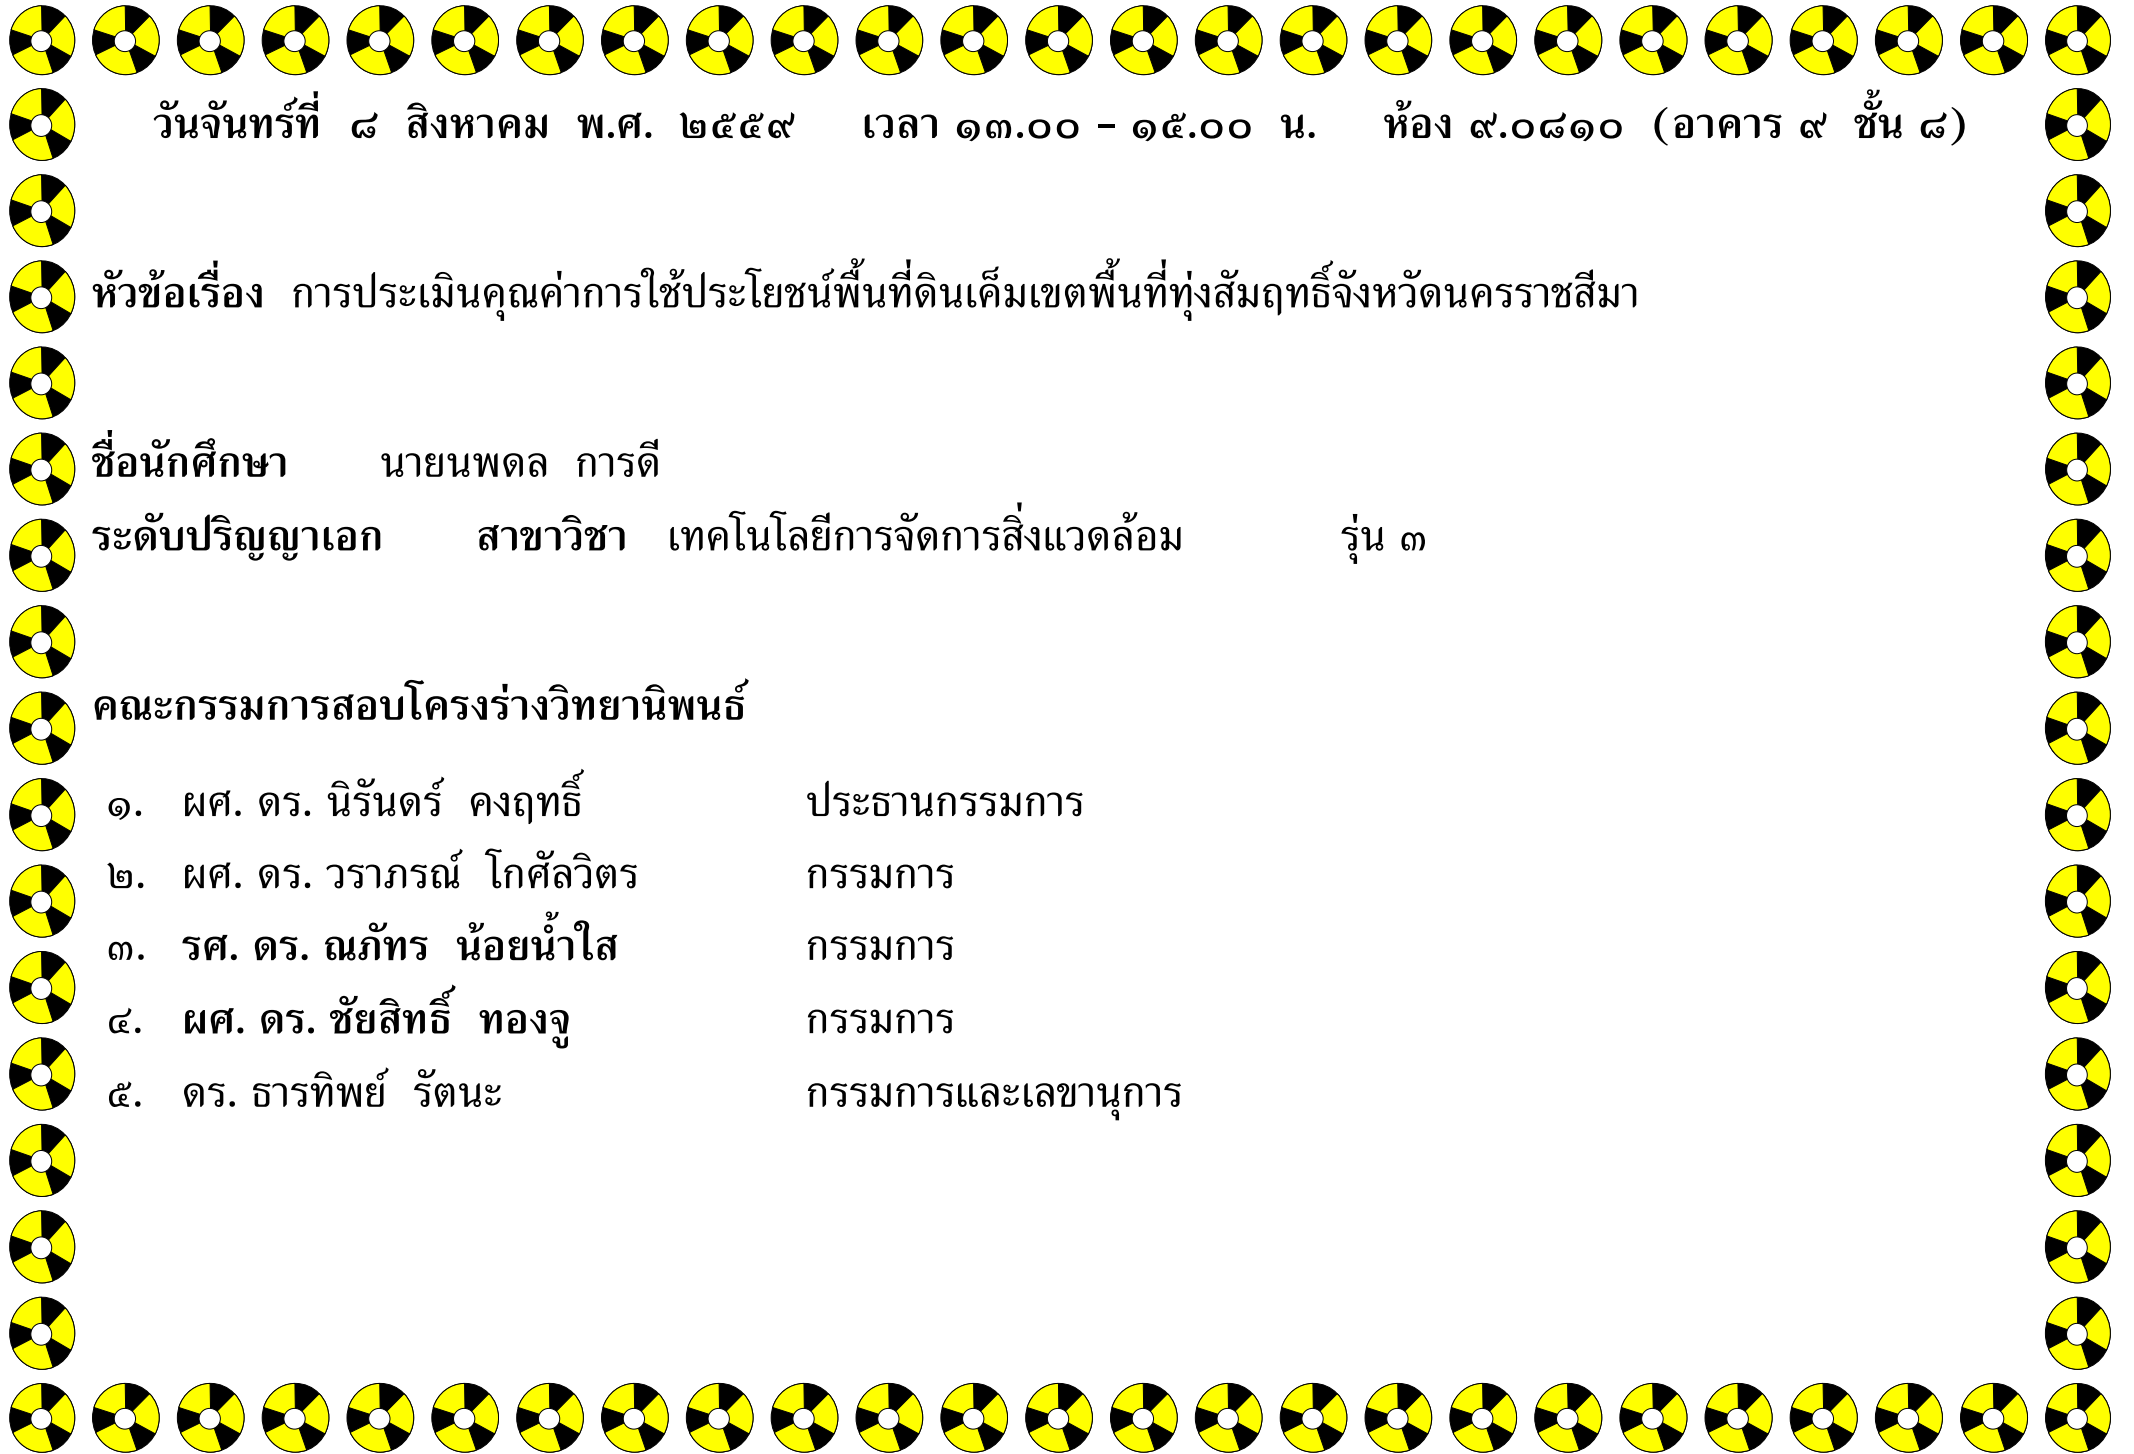 วันจันทร์ที่ ๘ สิงหาคม พ.ศ. ๒๕๕๙ เวลา ๑๓.๐๐ - ๑๕.๐๐ น. ห้อง ๙.๐๘๑๐ (อาคาร ๙ ชั้น ๘)
หัวข้อเรื่อง การประเมินคุณค่าการใช้ประโยชน์พื้นที่ดินเค็มเขตพื้นที่ทุ่งสัมฤทธิ์จังหวัดนครราชสีมา
ชื่อนักศึกษา นายนพดล การดี
ระดับปริญญาเอก สาขาวิชา เทคโนโลยีการจัดการสิ่งแวดล้อม รุ่น ๓
คณะกรรมการสอบโครงร่างวิทยานิพนธ์
๑. ผศ. ดร. นิรันดร์ คงฤทธิ์ ประธานกรรมการ
๒. ผศ. ดร. วราภรณ์ โกศัลวิตร กรรมการ
๓. รศ. ดร. ณภัทร น้อยน้ำใส กรรมการ
๔. ผศ. ดร. ชัยสิทธิ์ ทองจู กรรมการ
๕. ดร. ธารทิพย์ รัตนะ กรรมการและเลขานุการ